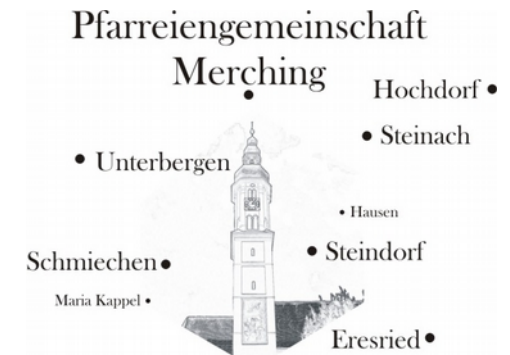 Pfarreiengemeinschaft
Merching
Hochdorf
Steinach
Unterbergen
Hausen
Steindorf
Schmiechen
Maria Kappel
Eresried